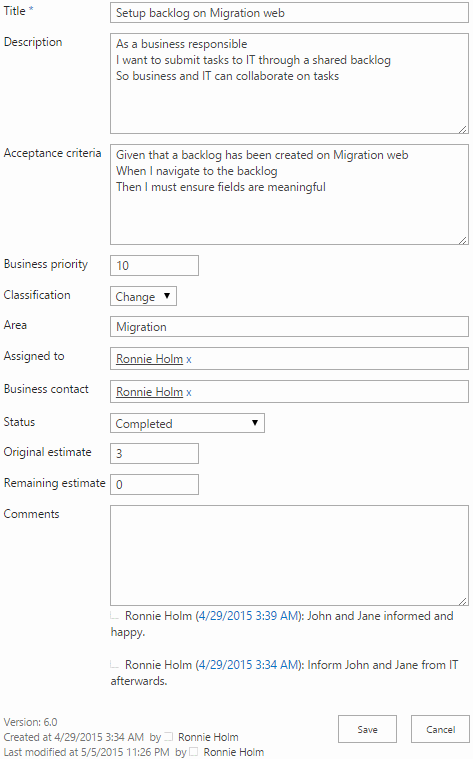 Title * Setup backlog on Migration web
Description As a business responsible
I want to submit tasks to IT through a shared backlog
So business and IT can collaborate on tasks
Acceptance criteria Given that a backlog has been created on Migration web
When I navigate to the backlog
Then I must ensure fields are meaningful
Business priority 10
Classification Change
Area Migration
Assigned to Ronnie Holm x
Business contact Ronnie Holm x
Status Completed
Original estimate 3
Remaining estimate 0
Comments
Ronnie Holm (4/29/2015 3:39 AM): John and Jane informed and
happy.
Ronnie Holm (4/29/2015 3:34 AM): Inform John and Jane from IT
afterwards.
Version: 6.0
Created at 4/29/2015 3:34 AM by Ronnie Holm
Last modified at 5/5/2015 11:26 PM by Ronnie Holm
Save Cancel